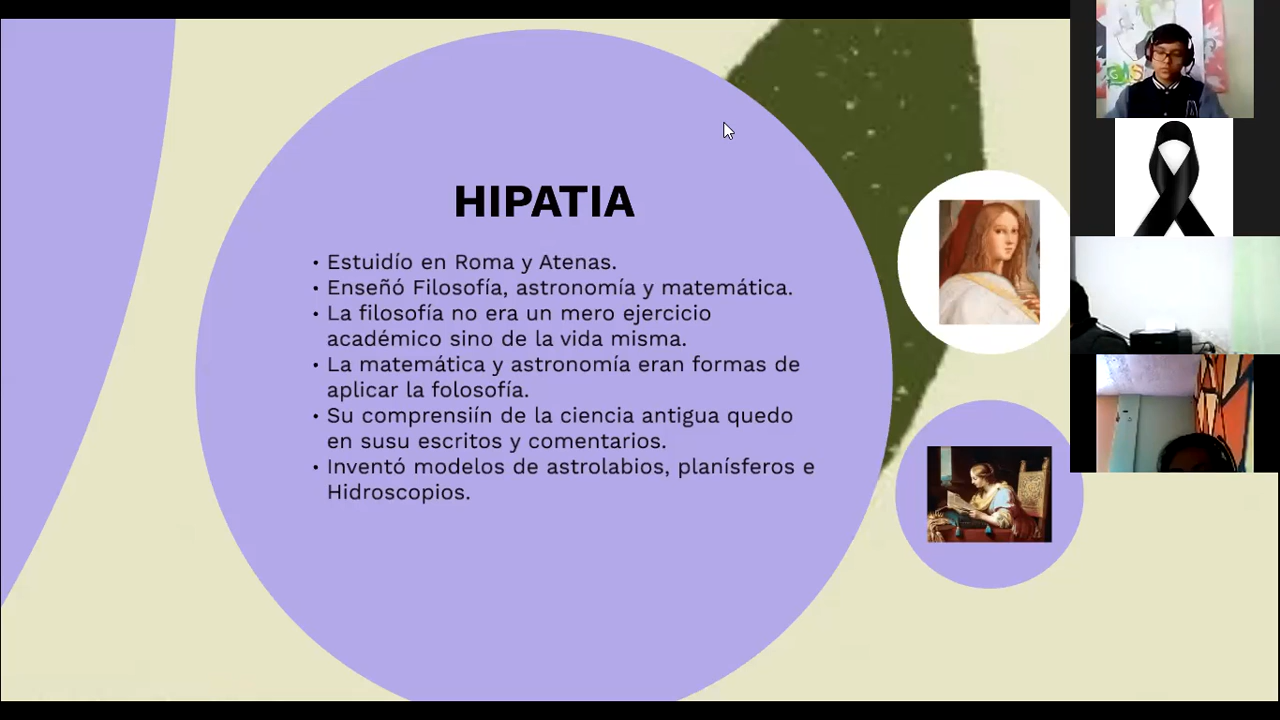 HIPATIA
• Estuidío en Roma y Atenas.
• Enseñó Filosofía, astronomía y matemática.
• La filosofía no era un mero ejercicio
académico sino de la vida misma.
• La matemática y astronomía eran formas de
aplicar la folosofía.
• Su comprensiín de la ciencia antigua quedo
en susu escritos y comentarios.
• Inventó modelos de astrolabios, planísferos e
Hidroscopios.